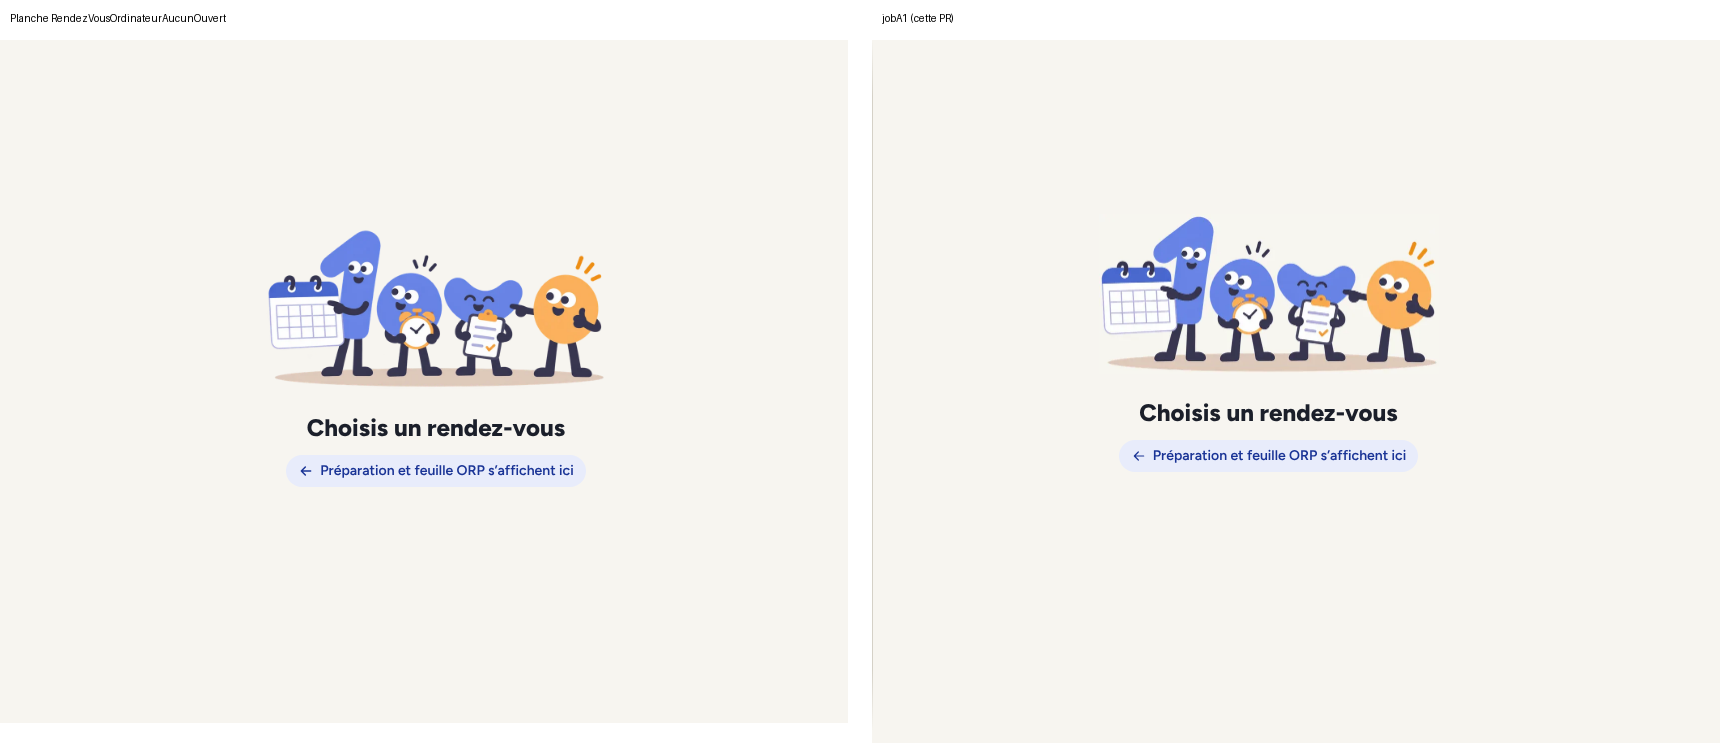 Planche RendezVousOrdinateurAucunOuvert
jobA1 (cette PR)
Choisis un rendez-vous
← Préparation et feuille ORP s’affichent ici
Choisis un rendez-vous
← Préparation et feuille ORP s’affichent ici